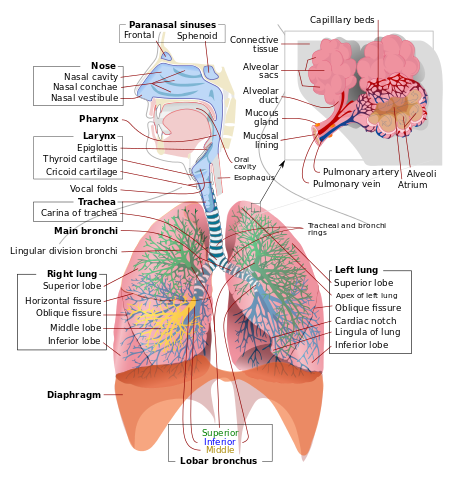 Paranasal sinuses
Frontal
Sphenoid
Nose
Nasal cavity
Nasal conchae
Nasal vestibule
Pharynx
Larynx
Epiglottis
Thyroid cartilage
Cricoid cartilage
Vocal folds
Trachea
Carina of trachea
Main bronchi
Lingular division bronchi
Right lung
Superior lobe
Horizontal fissure
Oblique fissure
Middle lobe
Inferior lobe
Diaphragm
Oral
cavity
Esophagus
Capillary beds
Connective
tissue
Alveolar
sacs
Alveolar
duct
Mucous
gland
Mucosal
lining
Pulmonary artery
Pulmonary vein
Alveoli
Atrium
Tracheal and bronchi
rings
Left lung
Superior lobe
Apex of left lung
Oblique fissure
Cardiac notch
Lingula of lung
Inferior lobe
Superior
Inferior
Middle
Lobar bronchus